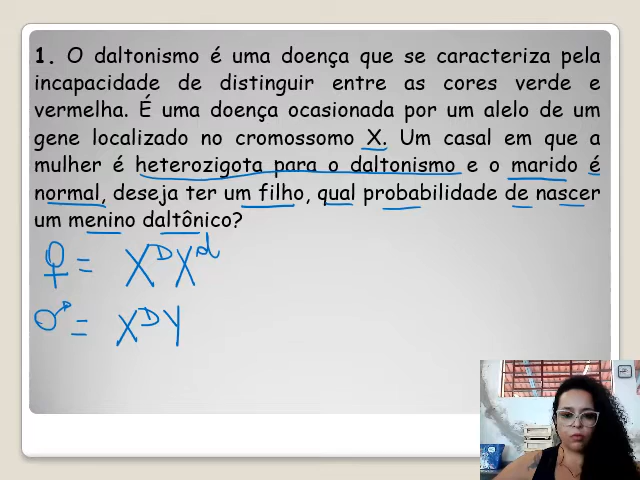 1. O daltonismo é uma doença que se caracteriza pela
incapacidade de distinguir entre as cores verde e
vermelha. É uma doença ocasionada por um alelo de um
gene localizado no cromossomo X. Um casal em que a
mulher é heterozigota para o daltonismo e o marido é
normal, deseja ter um filho, qual probabilidade de nascer
um menino daltônico?
♀ = XᴰXᵈ
♂ = XᴰY